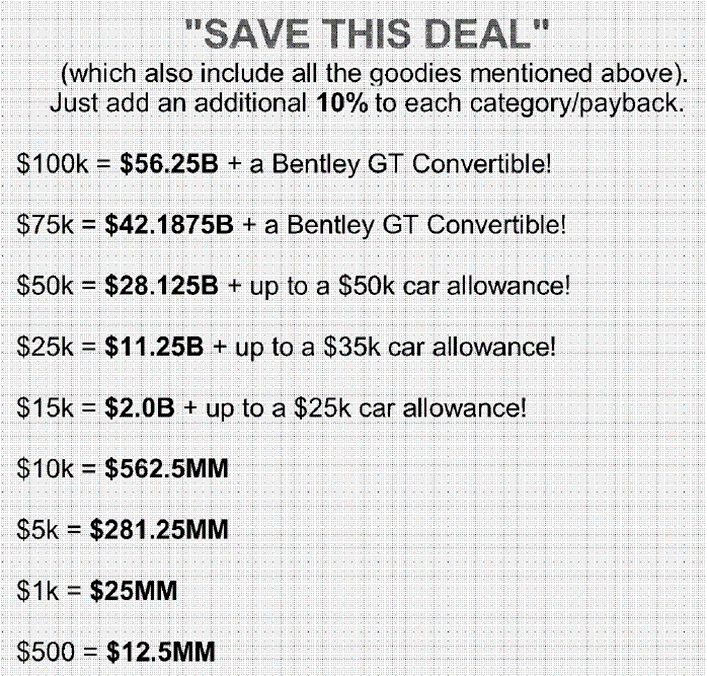 "SAVE THIS DEAL"
(which also include all the goodies mentioned above).
Just add an additional 10% to each category/payback.
$100k = $56.25B + a Bentley GT Convertible!
$75k = $42.1875B + a Bentley GT Convertible!
$50k = $28.125B + up to a $50k car allowance!
$25k = $11.25B + up to a $35k car allowance!
$15k = $2.0B + up to a $25k car allowance!
$10k = $562.5MM
$5k = $281.25MM
$1k = $25MM
$500 = $12.5MM